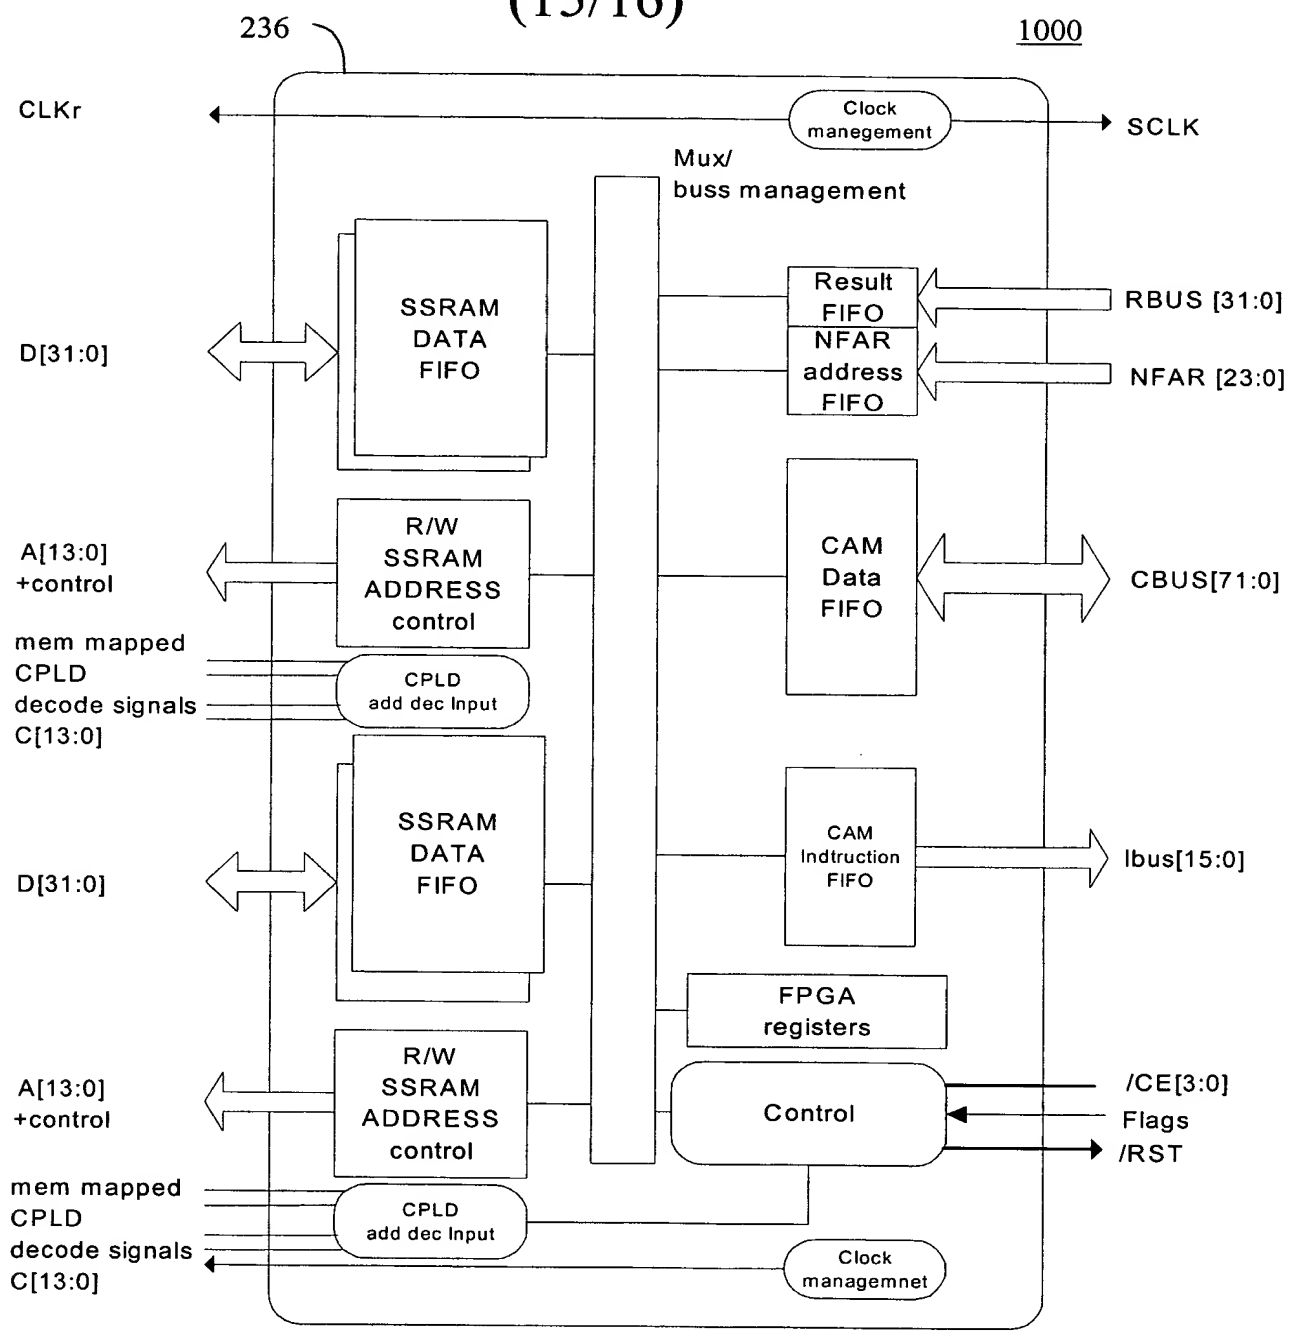 (15/16)
236
1000
CLKr
Clock
manegement
SCLK
Mux/
buss management
SSRAM
DATA
FIFO
D[31:0]
Result
FIFO
RBUS [31:0]
NFAR
address
FIFO
NFAR [23:0]
A[13:0]
+control
R/W
SSRAM
ADDRESS
control
CAM
Data
FIFO
CBUS[71:0]
mem mapped
CPLD
decode signals
C[13:0]
CPLD
add dec Input
SSRAM
DATA
FIFO
D[31:0]
CAM
Indtruction
FIFO
Ibus[15:0]
FPGA
registers
A[13:0]
+control
R/W
SSRAM
ADDRESS
control
Control
/CE[3:0]
Flags
/RST
mem mapped
CPLD
decode signals
C[13:0]
CPLD
add dec Input
Clock
managemnet